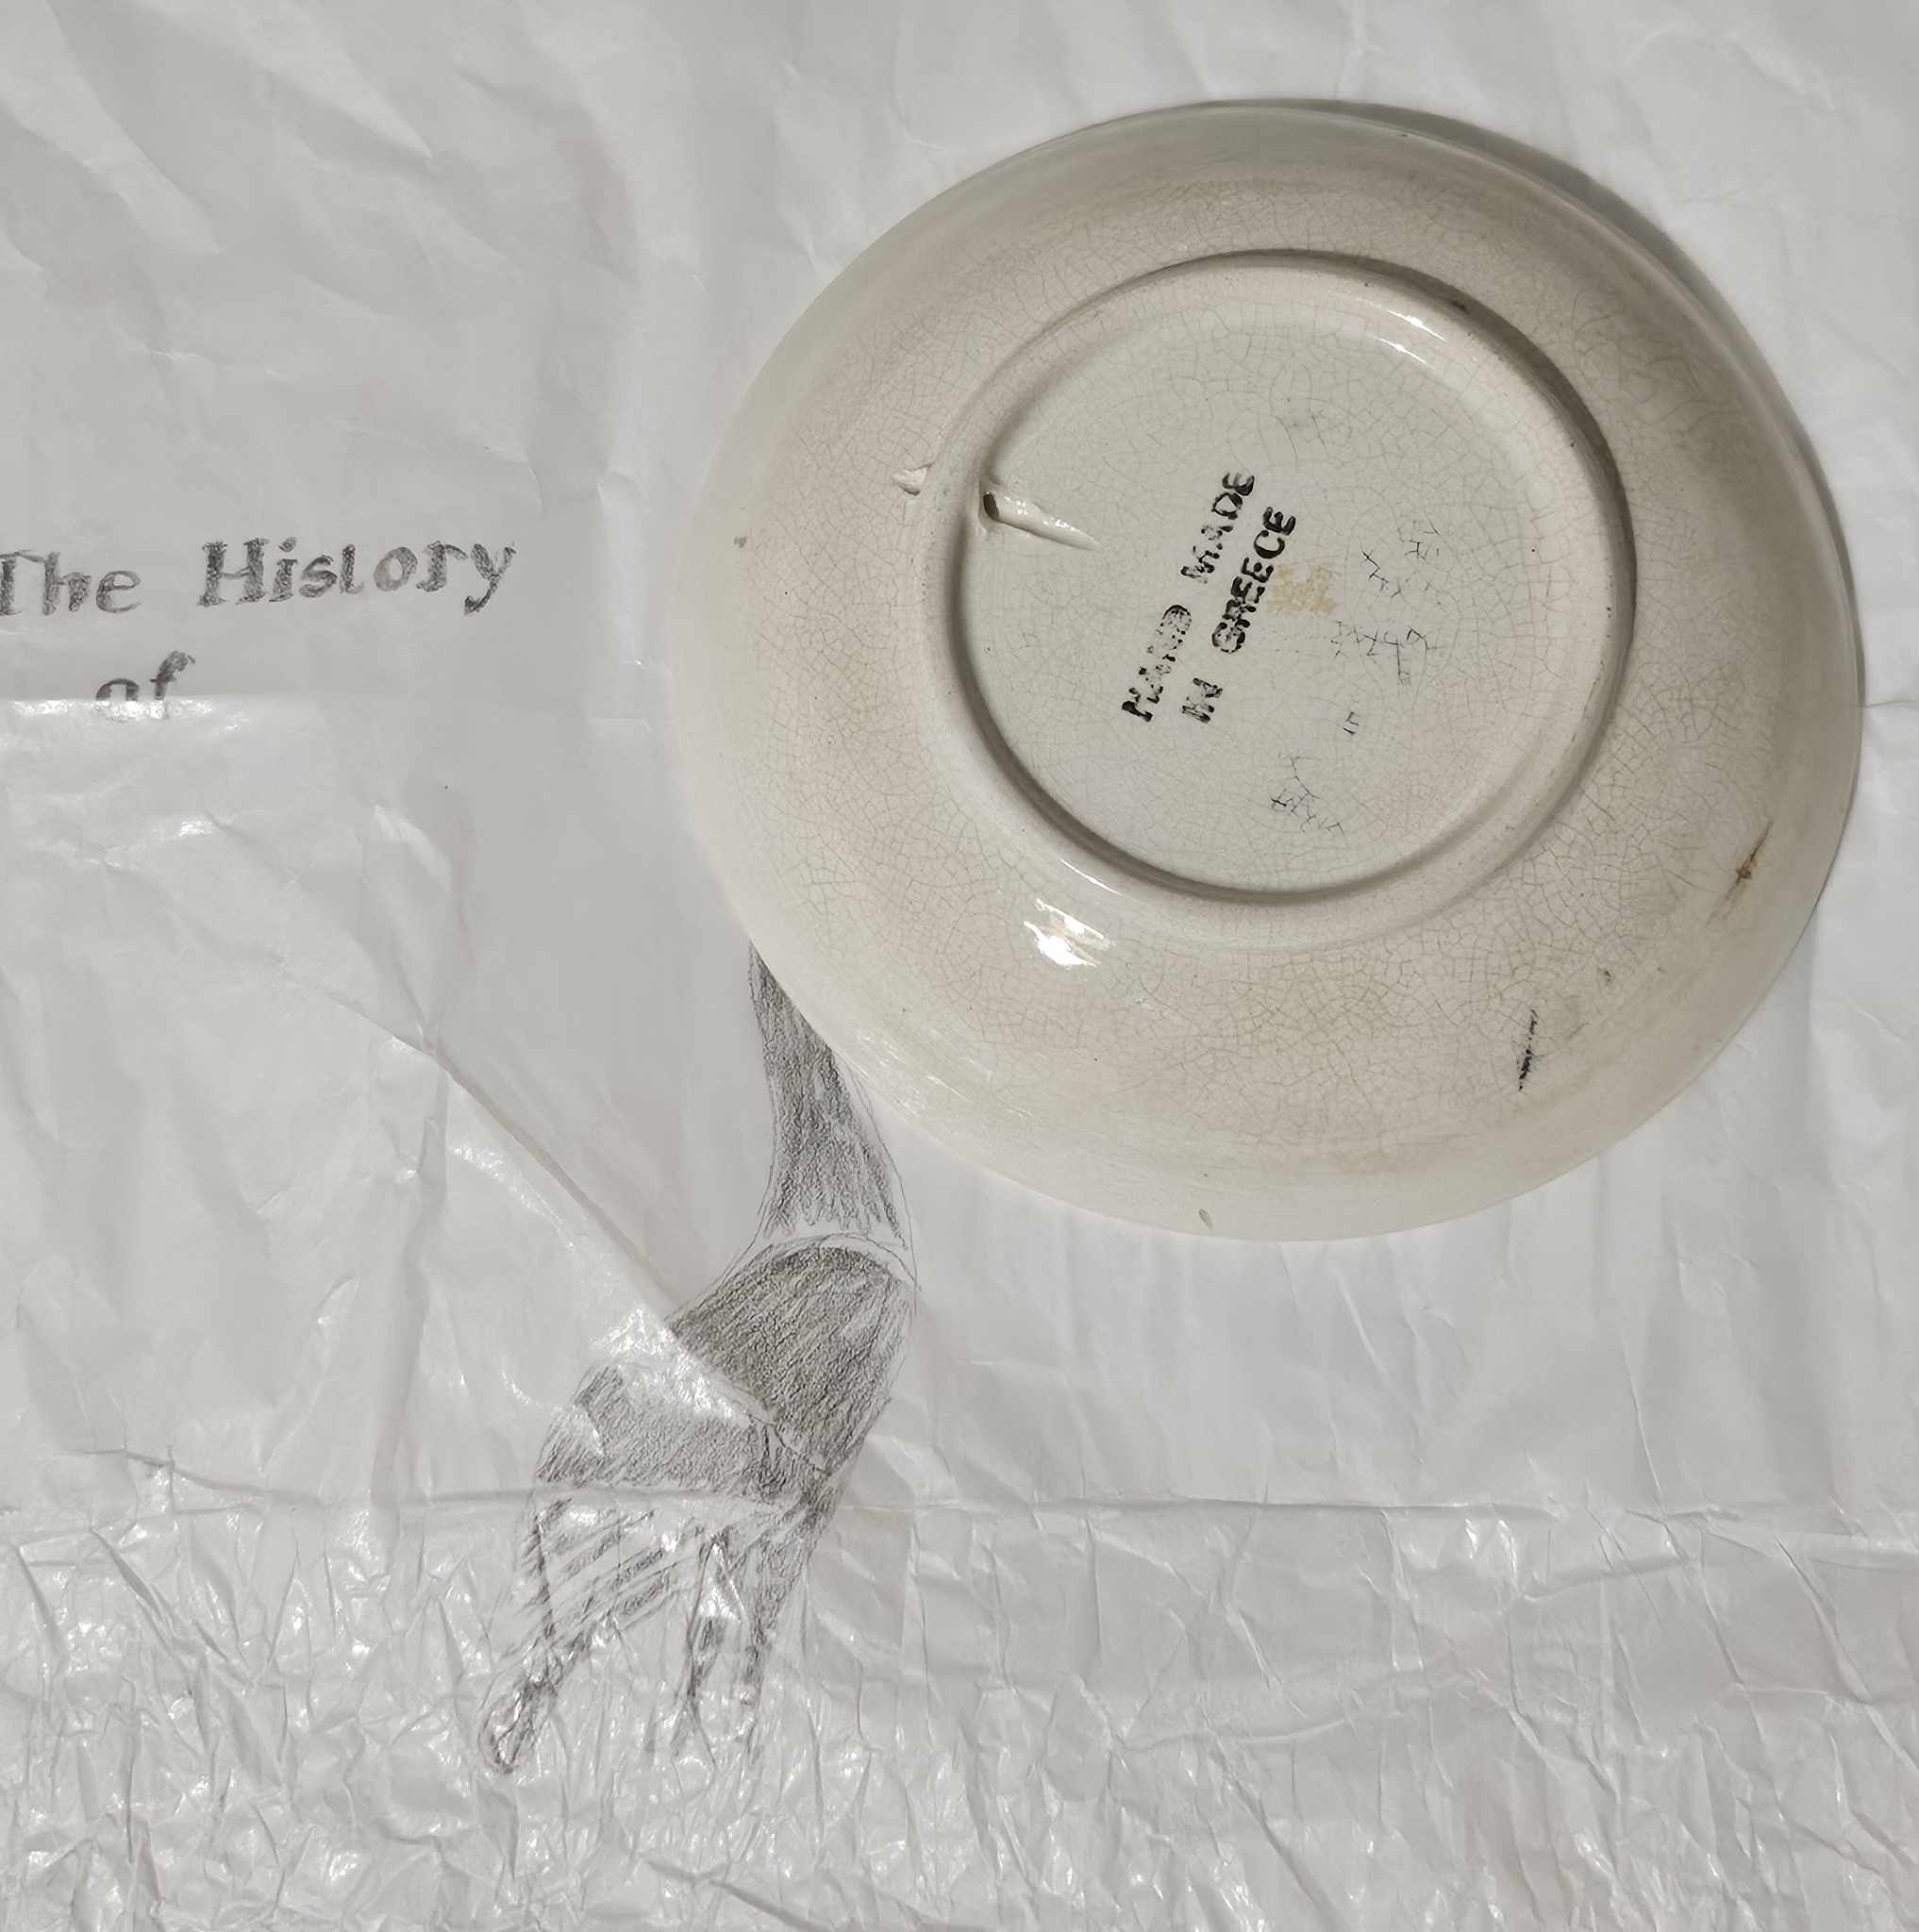 The History
of
HAND MADE
IN GREECE